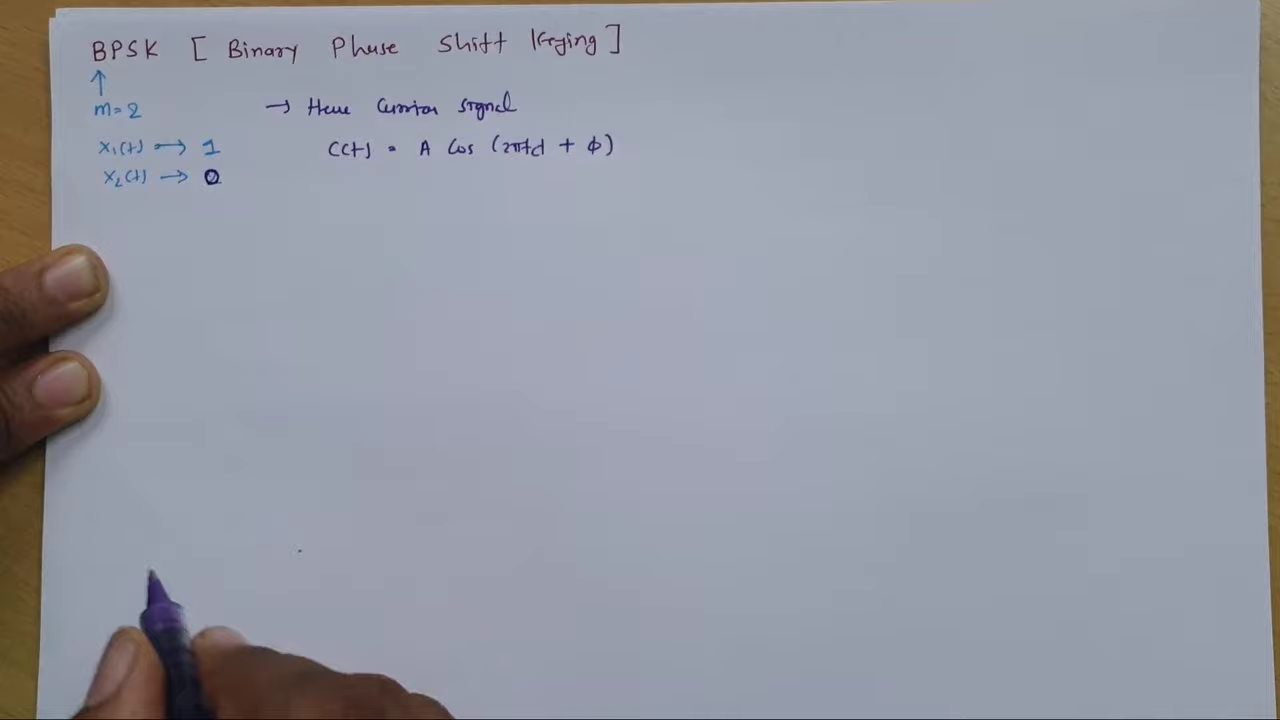 BPSK [ Binary Phase Shift Keying ]
↑
m = 2 → Here Carrier signal
x₁(t) → 1 C(t) = A Cos (2πfct + ϕ)
x₂(t) → 0